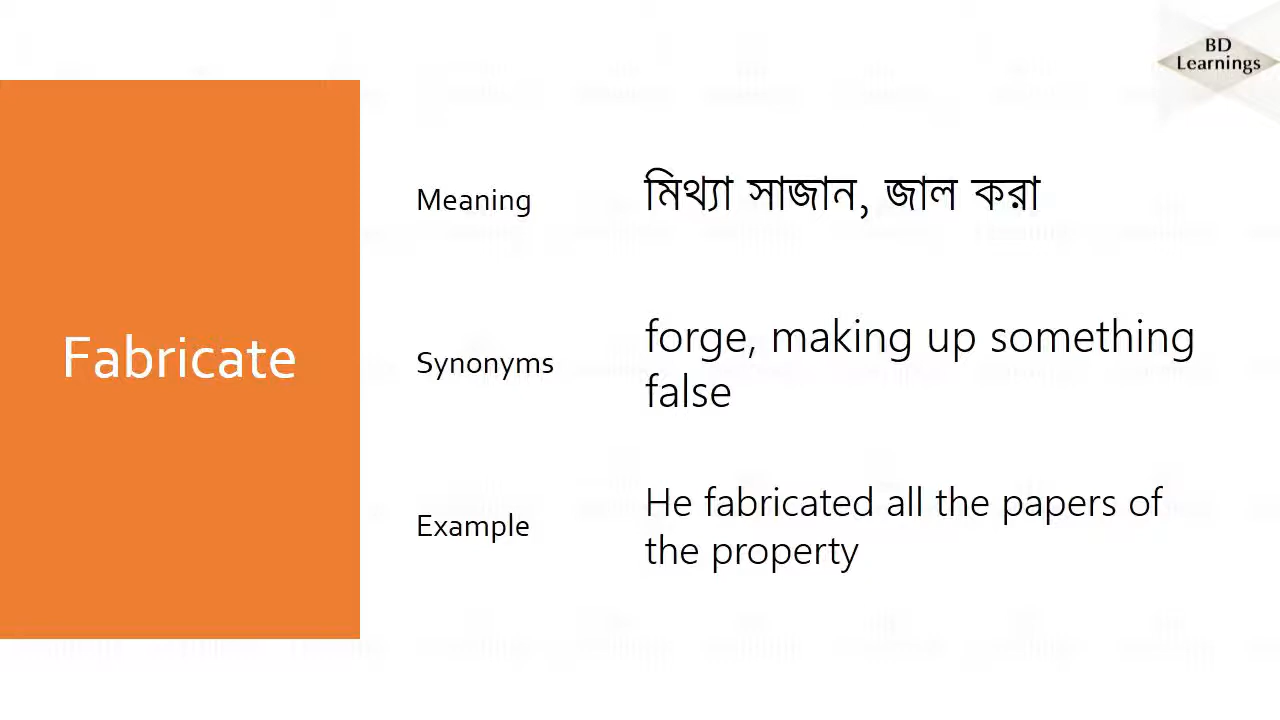 BD
Learnings
Meaning
মিথ্যা সাজান, জাল করা
Fabricate
Synonyms
forge, making up something
false
Example
He fabricated all the papers of
the property